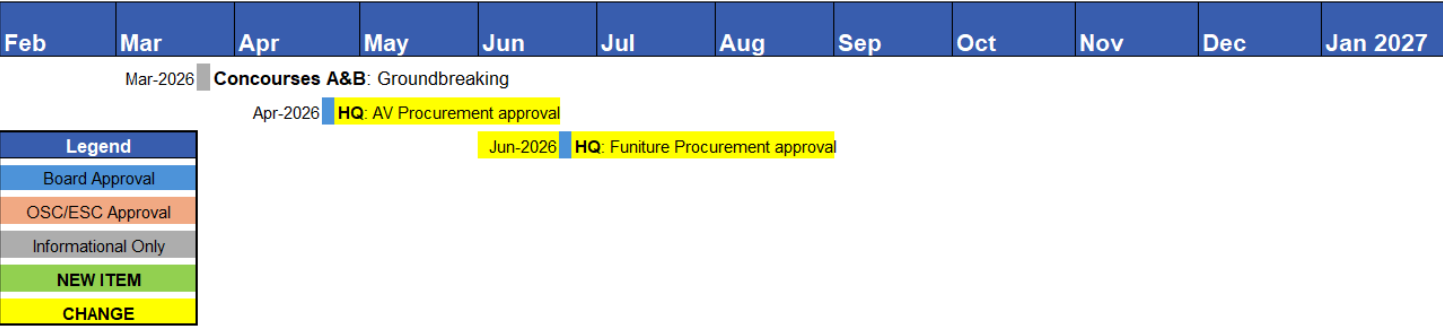 Feb Mar Apr May Jun Jul Aug Sep Oct Nov Dec Jan 2027
Mar-2026 Concourses A&B: Groundbreaking
Apr-2026 HQ: AV Procurement approval
Jun-2026 HQ: Funiture Procurement approval
Legend
Board Approval
OSC/ESC Approval
Informational Only
NEW ITEM
CHANGE